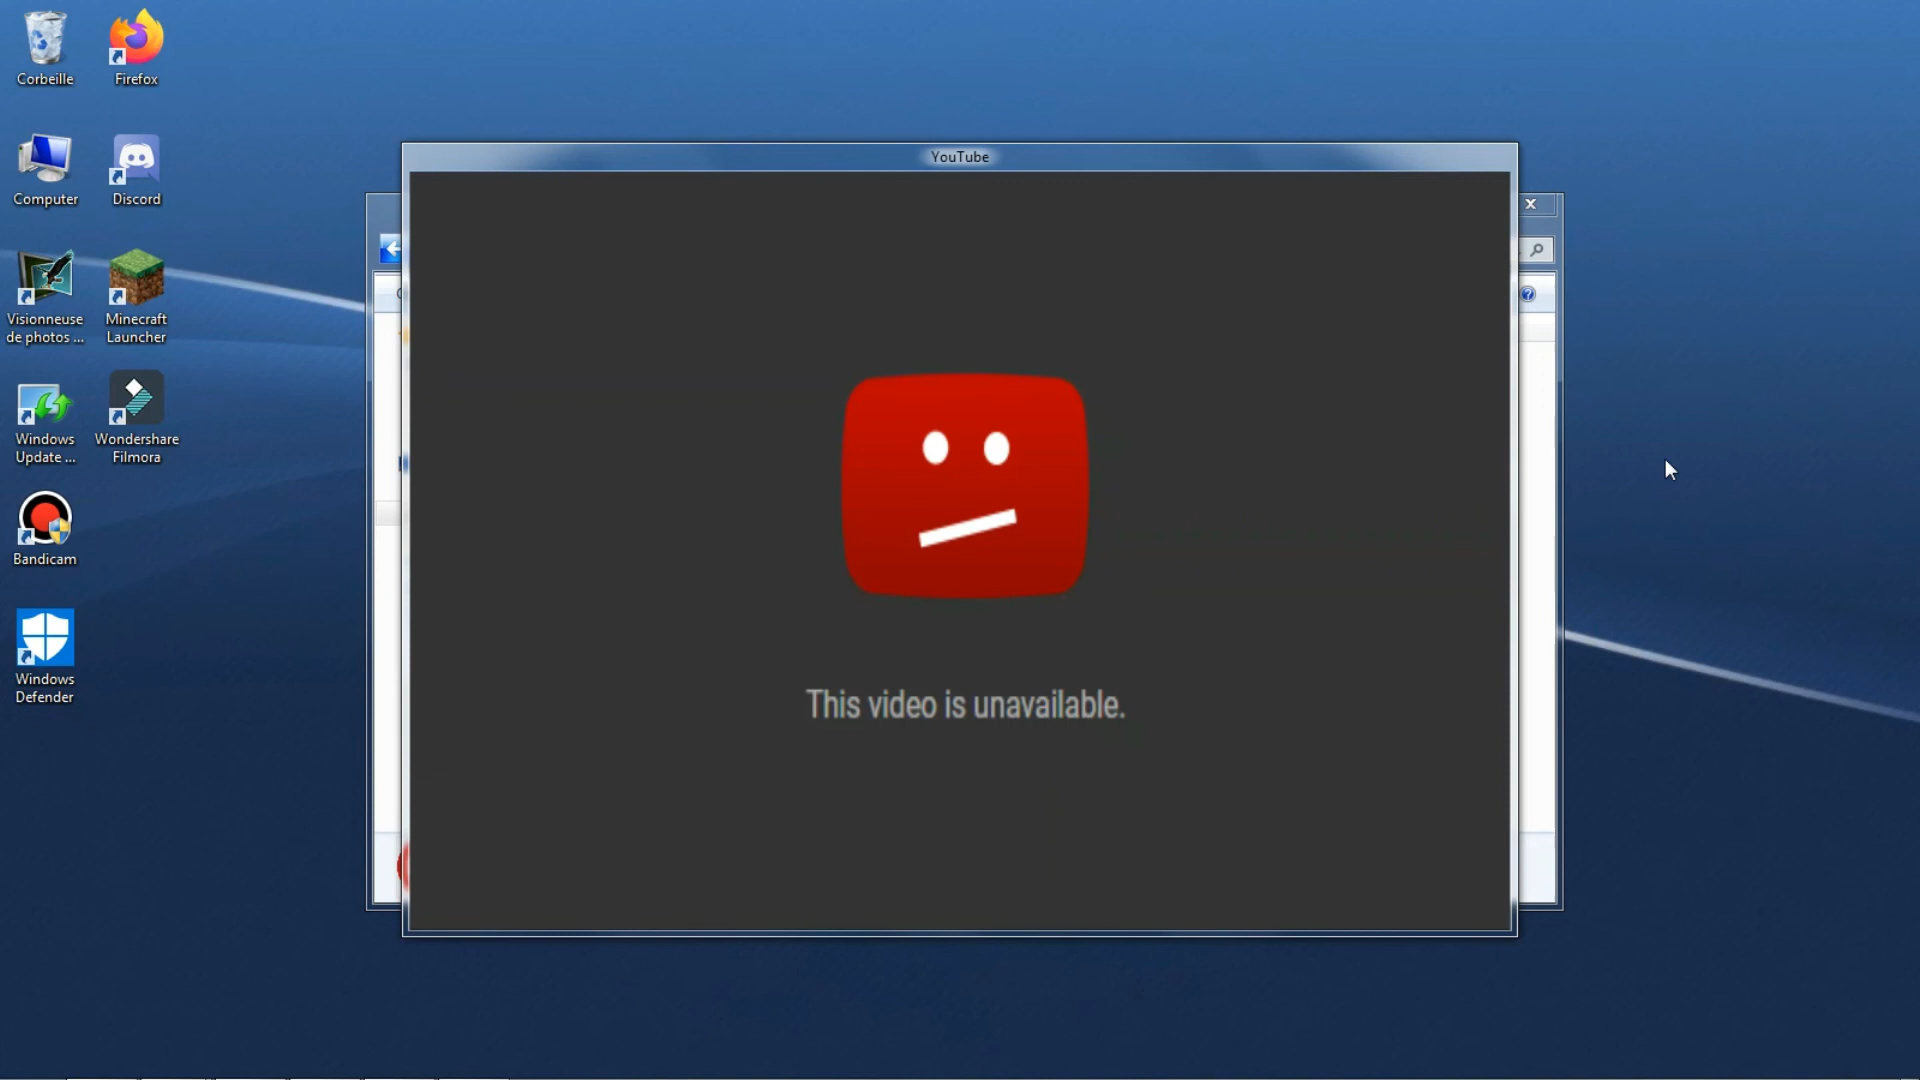 Corbeille
Firefox
Computer
Discord
Visionneuse
de photos ...
Minecraft
Launcher
Windows
Update ...
Wondershare
Filmora
Bandicam
Windows
Defender
YouTube
This video is unavailable.